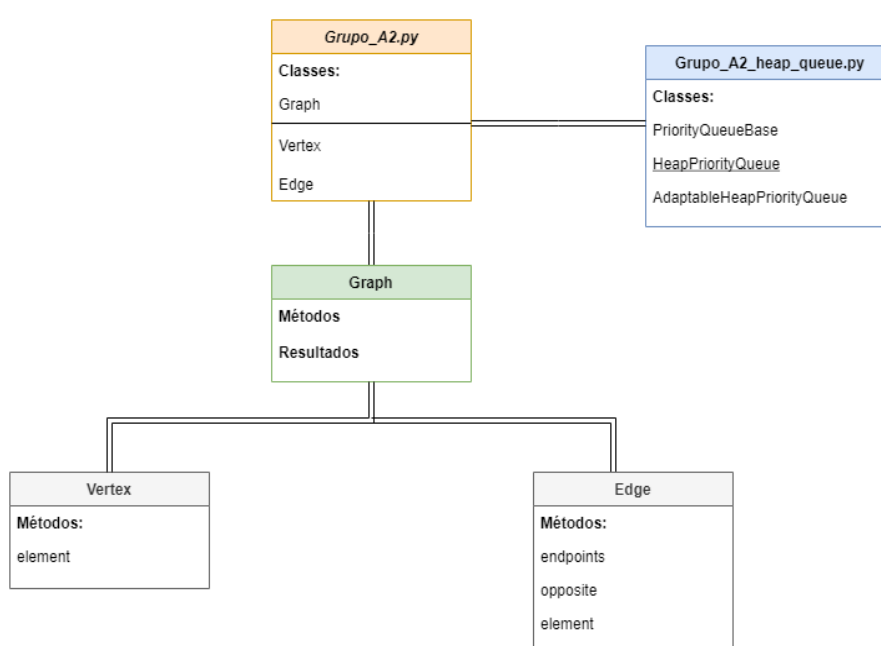 Grupo_A2.py
Classes:
Graph
Vertex
Edge
Grupo_A2_heap_queue.py
Classes:
PriorityQueueBase
HeapPriorityQueue
AdaptableHeapPriorityQueue
Graph
Métodos
Resultados
Vertex
Métodos:
element
Edge
Métodos:
endpoints
opposite
element